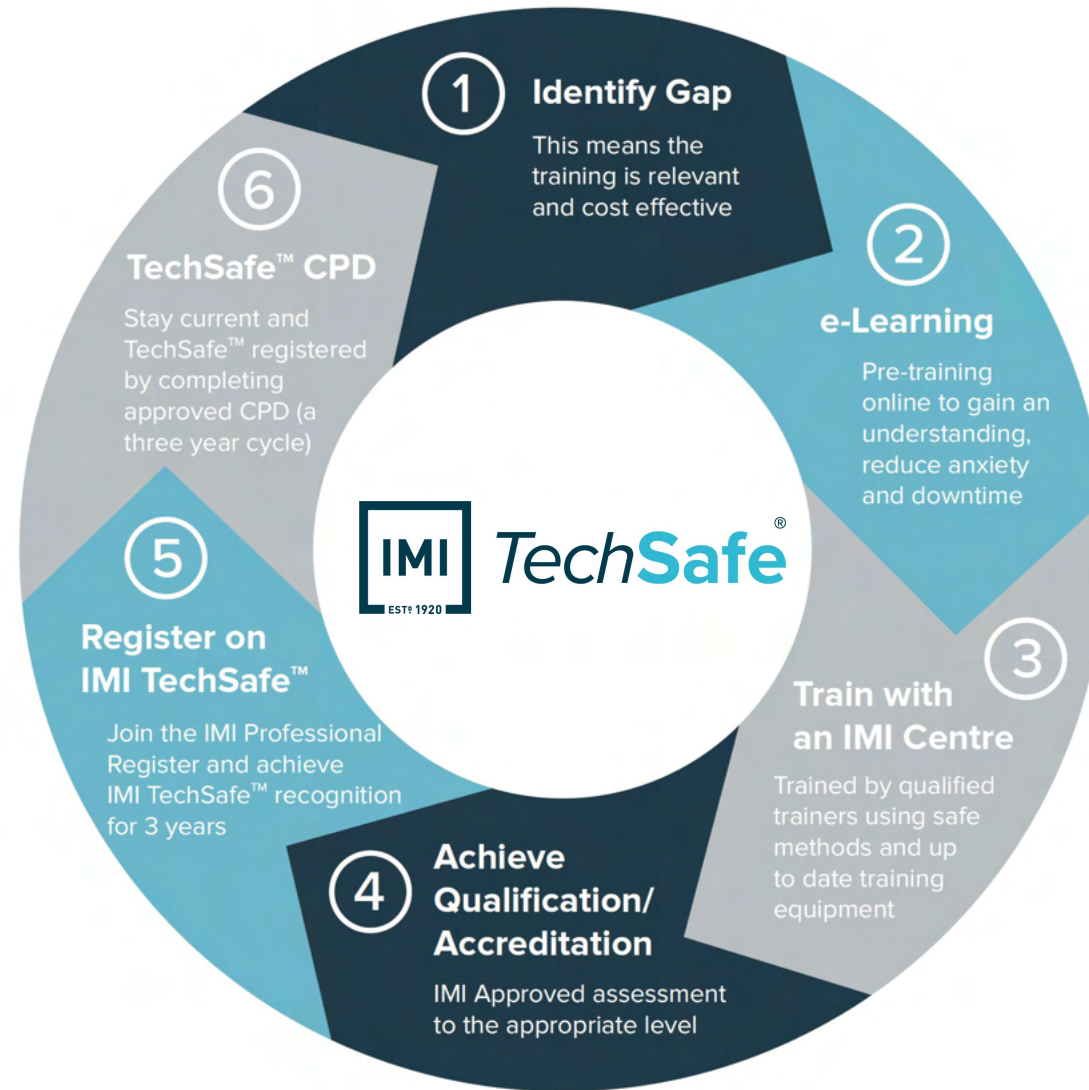 1
Identify Gap
This means the
training is relevant
and cost effective
2
e-Learning
Pre-training
online to gain an
understanding,
reduce anxiety
and downtime
3
Train with
an IMI Centre
Trained by qualified
trainers using safe
methods and up
to date training
equipment
4
Achieve
Qualification/
Accreditation
IMI Approved assessment
to the appropriate level
5
Register on
IMI TechSafe™
Join the IMI Professional
Register and achieve
IMI TechSafe™ recognition
for 3 years
6
TechSafe™ CPD
Stay current and
TechSafe™ registered
by completing
approved CPD (a
three year cycle)
IMI
ESTº 1920
TechSafe®